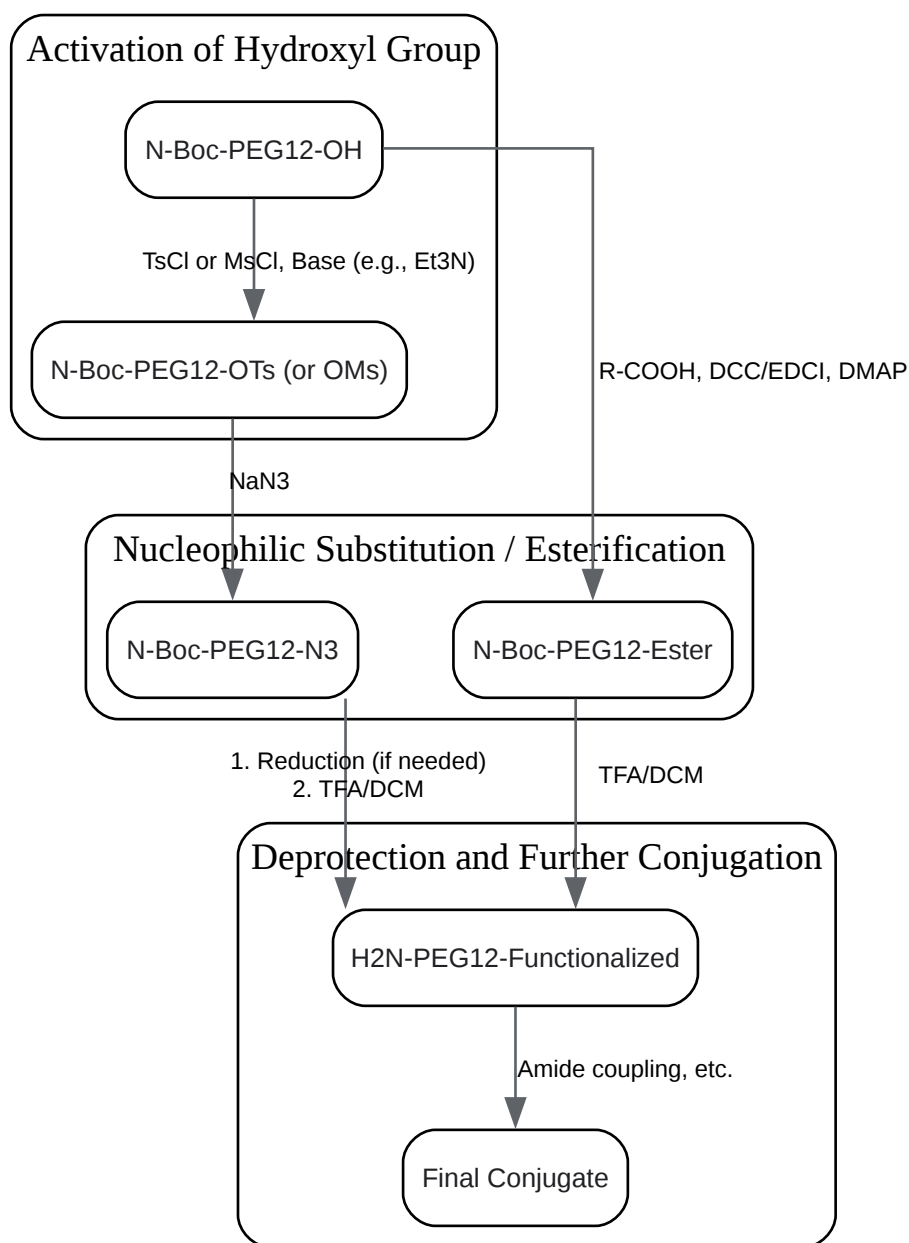 Activation of Hydroxyl Group
N-Boc-PEG12-OH
TsCl or MsCl, Base (e.g., Et3N)
N-Boc-PEG12-OTs (or OMs)
R-COOH, DCC/EDCI, DMAP
NaN3
Nucleophilic Substitution / Esterification
N-Boc-PEG12-N3
N-Boc-PEG12-Ester
1. Reduction (if needed)
2. TFA/DCM
TFA/DCM
Deprotection and Further Conjugation
H2N-PEG12-Functionalized
Amide coupling, etc.
Final Conjugate